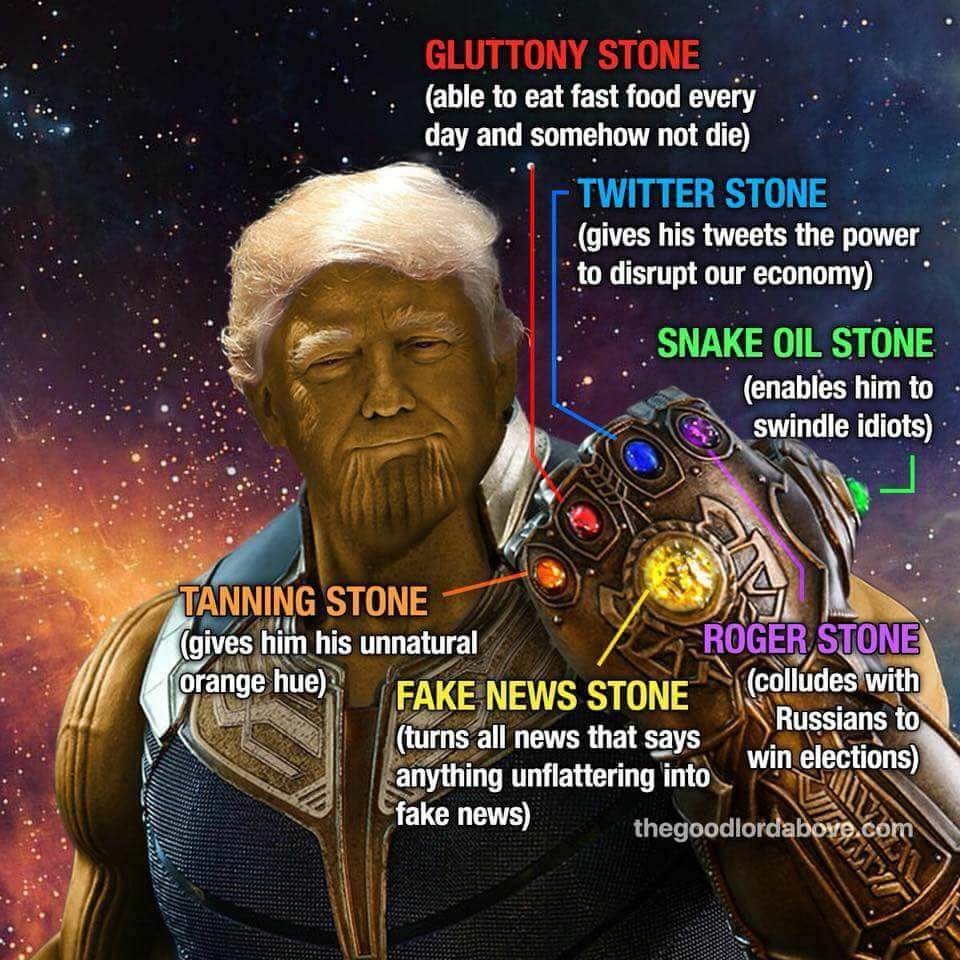 GLUTTONY STONE
(able to eat fast food every
day and somehow not die)
TWITTER STONE
(gives his tweets the power
to disrupt our economy)
SNAKE OIL STONE
(enables him to
swindle idiots)
TANNING STONE
(gives him his unnatural
orange hue)
FAKE NEWS STONE
(turns all news that says
anything unflattering into
fake news)
ROGER STONE
(colludes with
Russians to
win elections)
thegoodlordabove.com